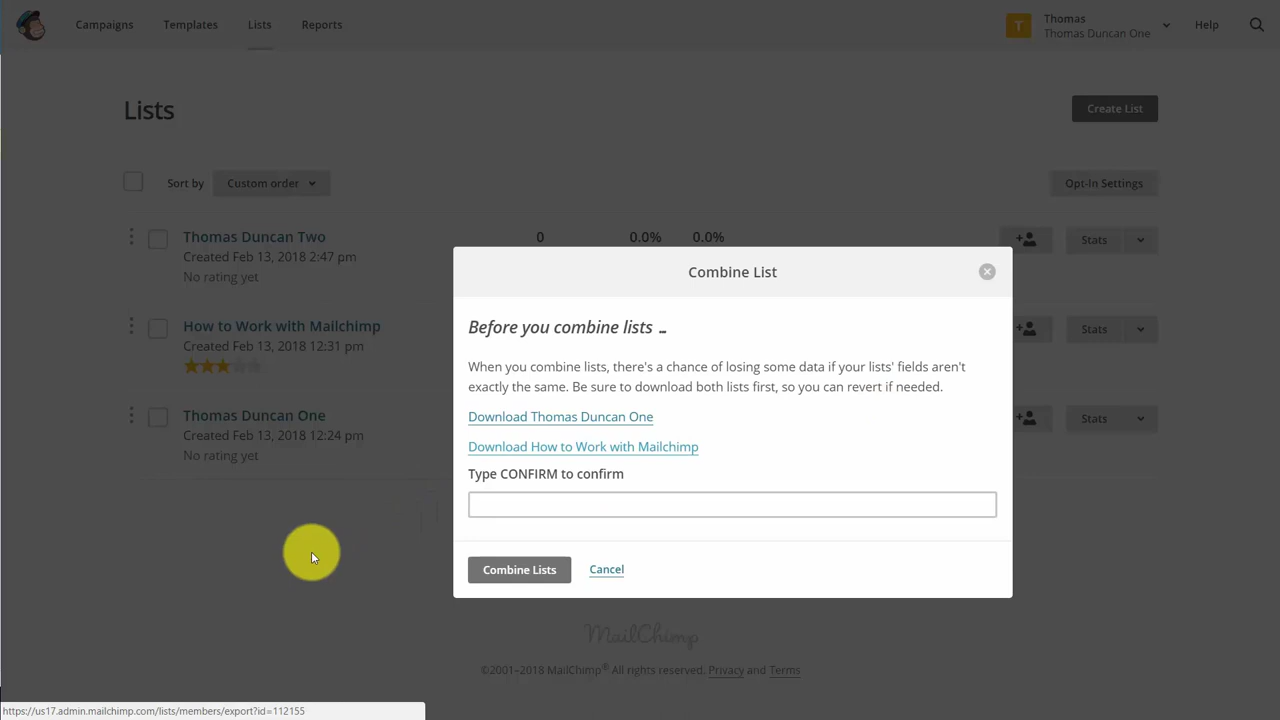 Campaigns Templates Lists Reports
T
Thomas
Thomas Duncan One
Help
Lists
Create List
Sort by Custom order
Opt-In Settings
Thomas Duncan Two
Created Feb 13, 2018 2:47 pm
No rating yet
0 0.0% 0.0%
Stats
How to Work with Mailchimp
Created Feb 13, 2018 12:31 pm
Stats
Thomas Duncan One
Created Feb 13, 2018 12:24 pm
No rating yet
Stats
Combine List
Before you combine lists ...
When you combine lists, there's a chance of losing some data if your lists' fields aren't
exactly the same. Be sure to download both lists first, so you can revert if needed.
Download Thomas Duncan One
Download How to Work with Mailchimp
Type CONFIRM to confirm
Combine Lists Cancel
MailChimp
©2001–2018 MailChimp® All rights reserved. Privacy and Terms
https://us17.admin.mailchimp.com/lists/members/export?id=112155